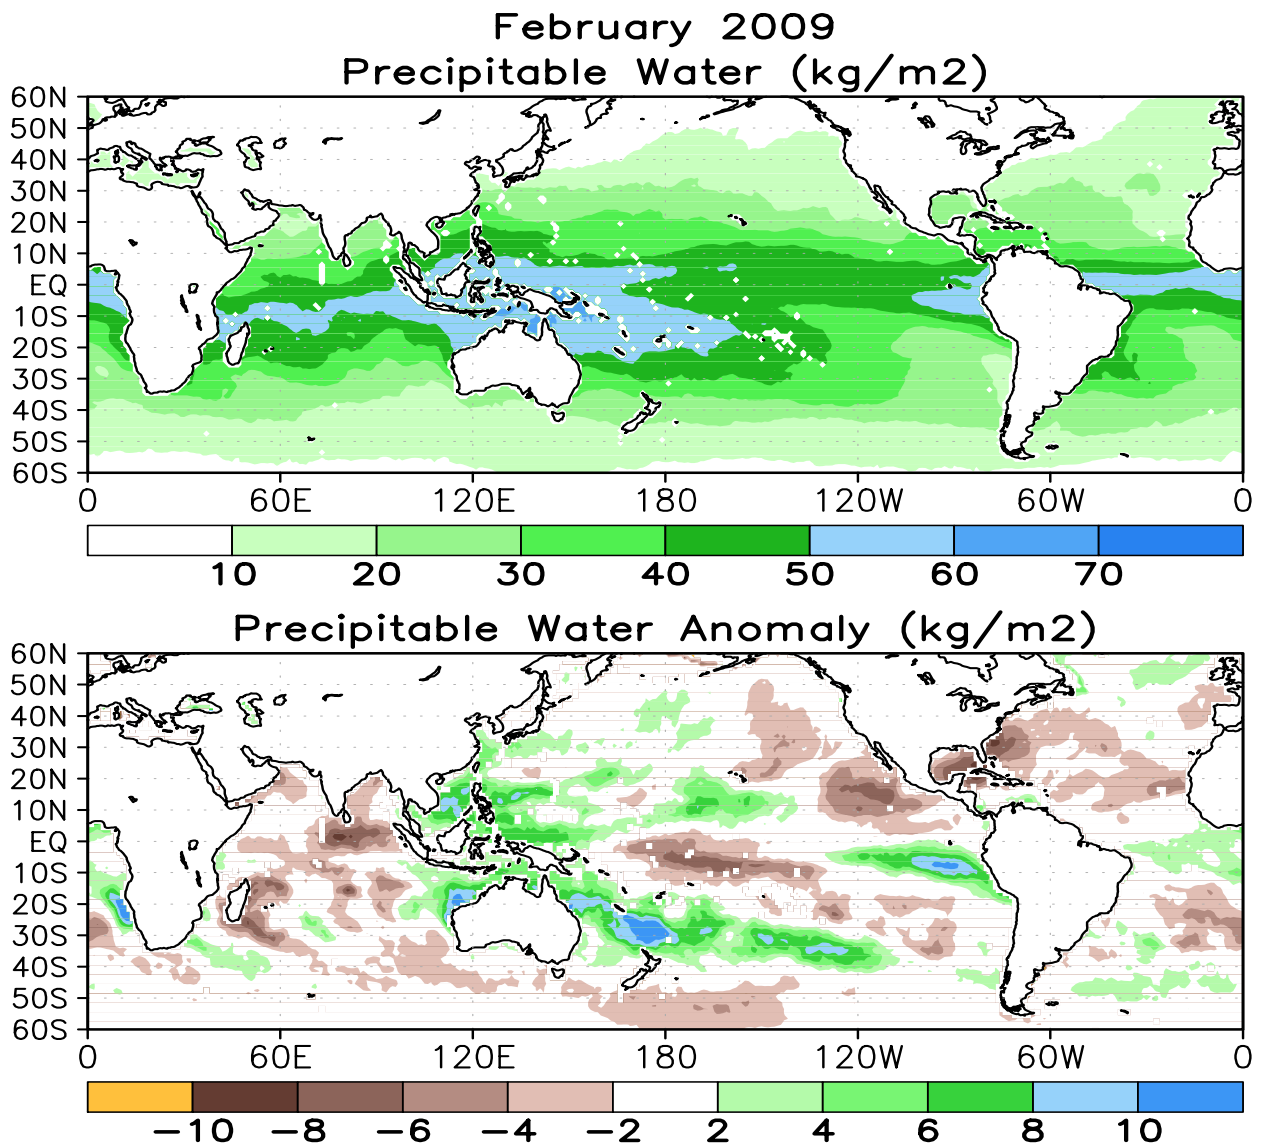 February 2009
Precipitable Water (kg/m2)
60N
50N
40N
30N
20N
10N
EQ
10S
20S
30S
40S
50S
60S
0 60E 120E 180 120W 60W 0
10 20 30 40 50 60 70
Precipitable Water Anomaly (kg/m2)
60N
50N
40N
30N
20N
10N
EQ
10S
20S
30S
40S
50S
60S
0 60E 120E 180 120W 60W 0
-10 -8 -6 -4 -2 2 4 6 8 10